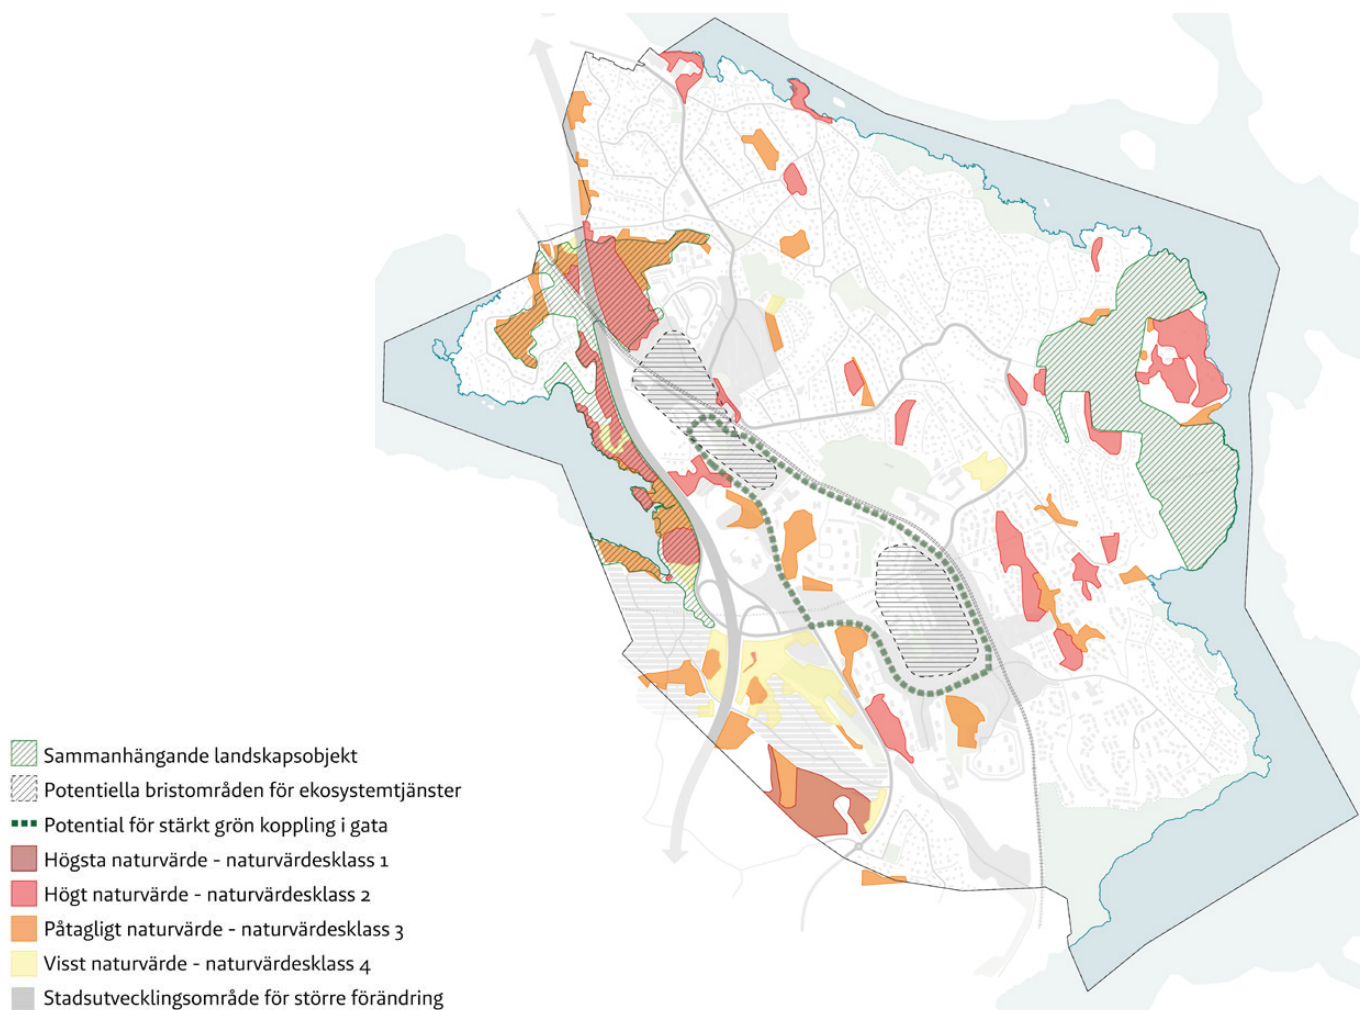 Sammanhängande landskapsobjekt
Potentiella bristområden för ekosystemtjänster
Potential för stärkt grön koppling i gata
Högsta naturvärde - naturvärdesklass 1
Högt naturvärde - naturvärdesklass 2
Påtagligt naturvärde - naturvärdesklass 3
Visst naturvärde - naturvärdesklass 4
Stadsutvecklingsområde för större förändring